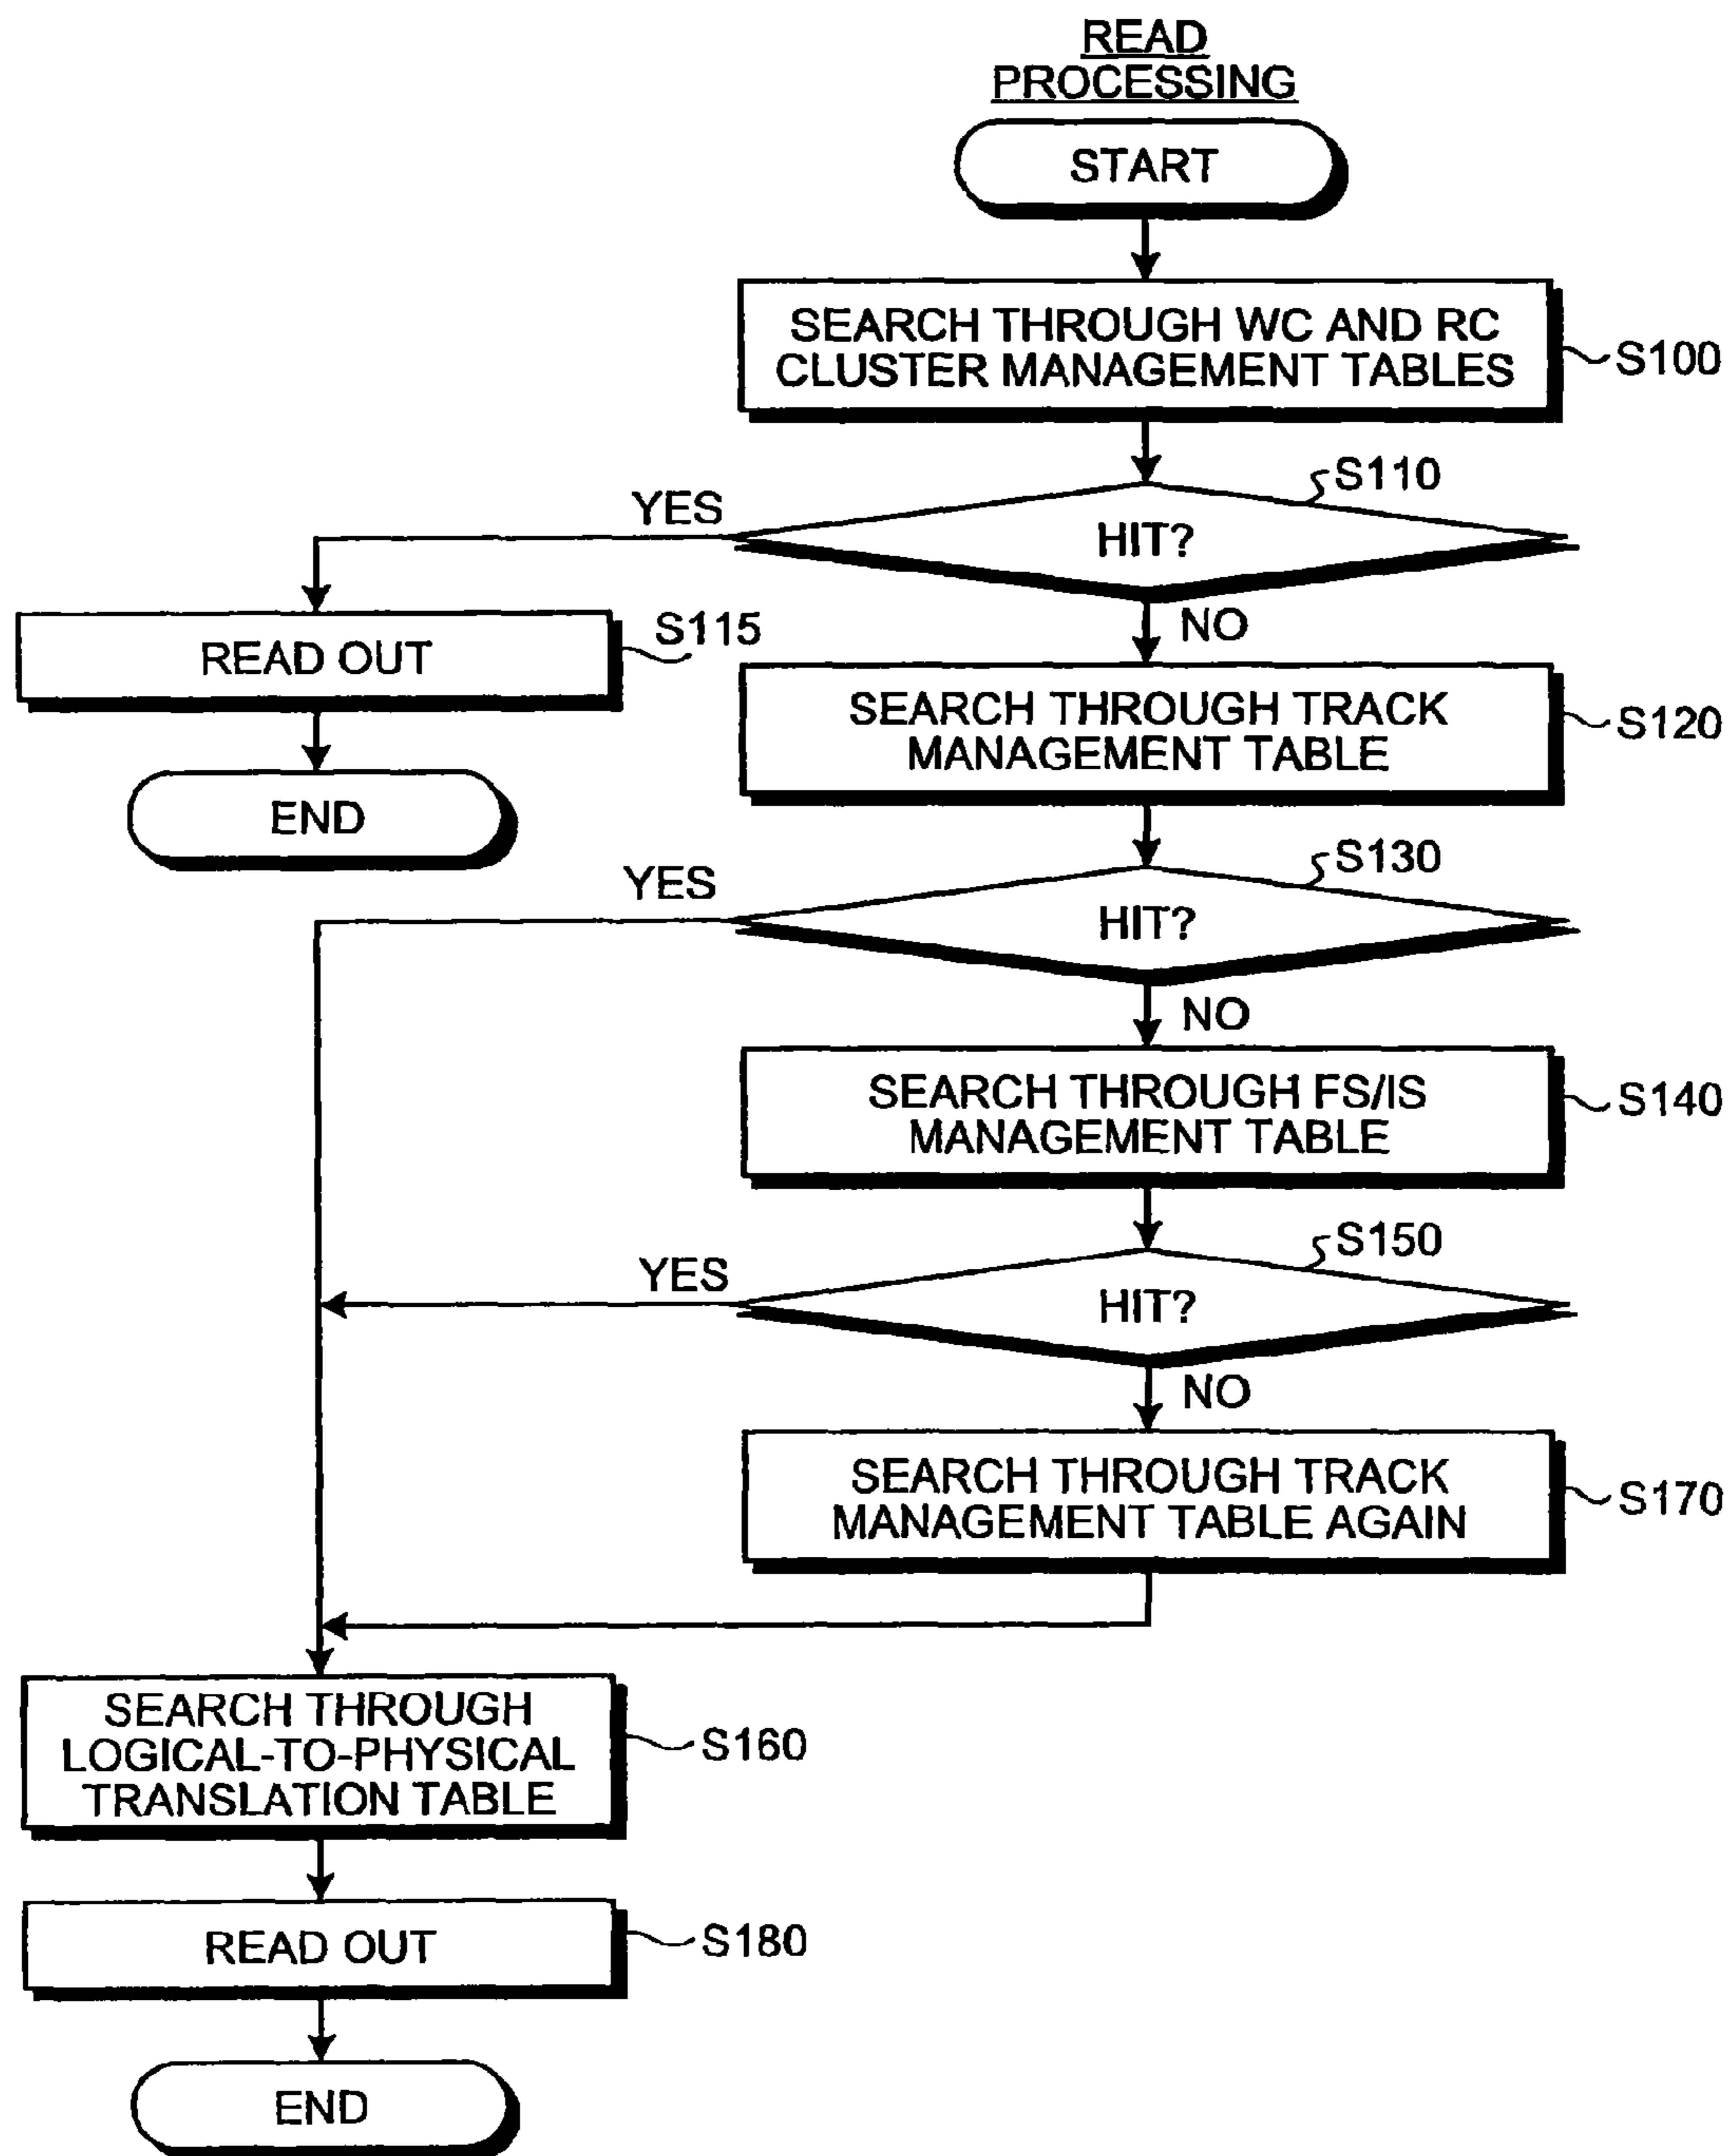 READ
PROCESSING
START
SEARCH THROUGH WC AND RC
CLUSTER MANAGEMENT TABLES
S100
S110
YES
HIT?
NO
READ OUT
S115
END
SEARCH THROUGH TRACK
MANAGEMENT TABLE
S120
S130
YES
HIT?
NO
SEARCH THROUGH FS/IS
MANAGEMENT TABLE
S140
S150
YES
HIT?
NO
SEARCH THROUGH TRACK
MANAGEMENT TABLE AGAIN
S170
SEARCH THROUGH
LOGICAL-TO-PHYSICAL
TRANSLATION TABLE
S160
READ OUT
S180
END